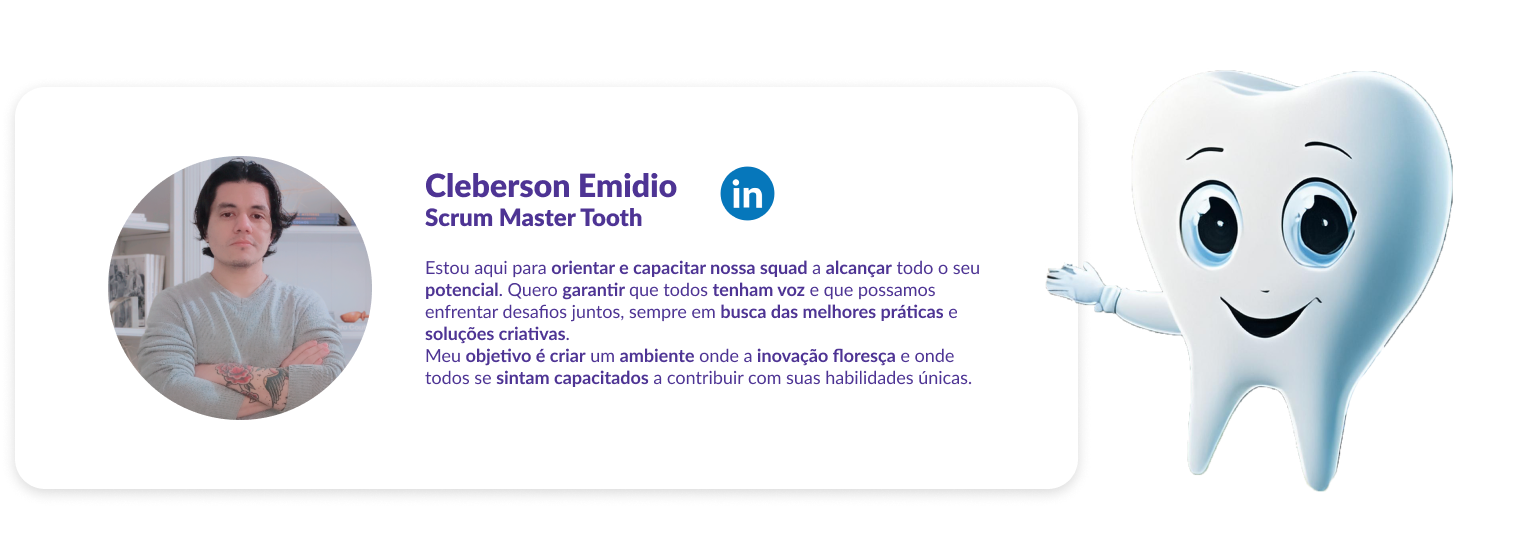 Cleberson Emidio
in
Scrum Master Tooth
Estou aqui para orientar e capacitar nossa squad a alcançar todo o seu
potencial. Quero garantir que todos tenham voz e que possamos
enfrentar desafios juntos, sempre em busca das melhores práticas e
soluções criativas.
Meu objetivo é criar um ambiente onde a inovação floresça e onde
todos se sintam capacitados a contribuir com suas habilidades únicas.